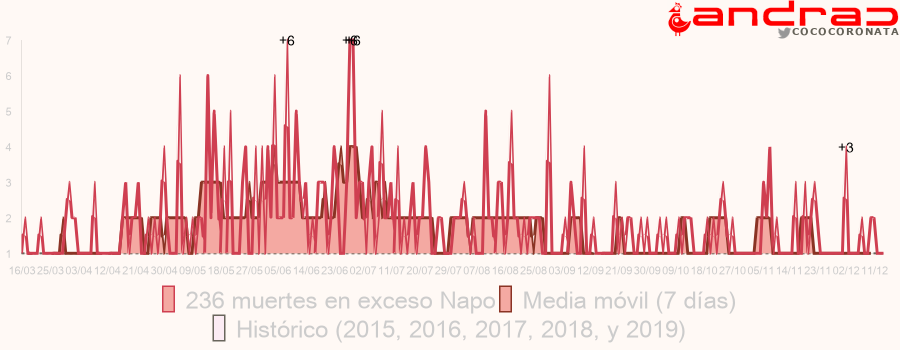 andrac
COCOCORONATA
+6 +6 +6
+3
7
6
5
4
3
2
1
16/03 25/03 03/04 12/04 21/04 30/04 09/05 18/05 27/05 05/06 14/06 23/06 02/07 11/07 20/07 29/07 07/08 16/08 25/08 03/09 12/09 21/09 30/09 09/10 18/10 27/10 05/11 14/11 23/11 02/12 11/12
236 muertes en exceso Napo Media móvil (7 días)
Histórico (2015, 2016, 2017, 2018, y 2019)